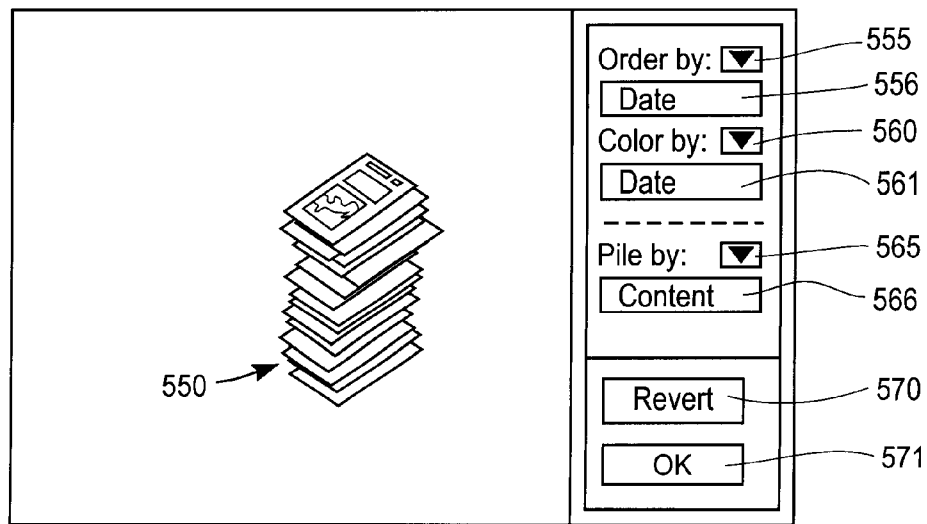 Order by:
555
Date
556
Color by:
560
Date
561
Pile by:
565
Content
566
550
Revert
570
OK
571